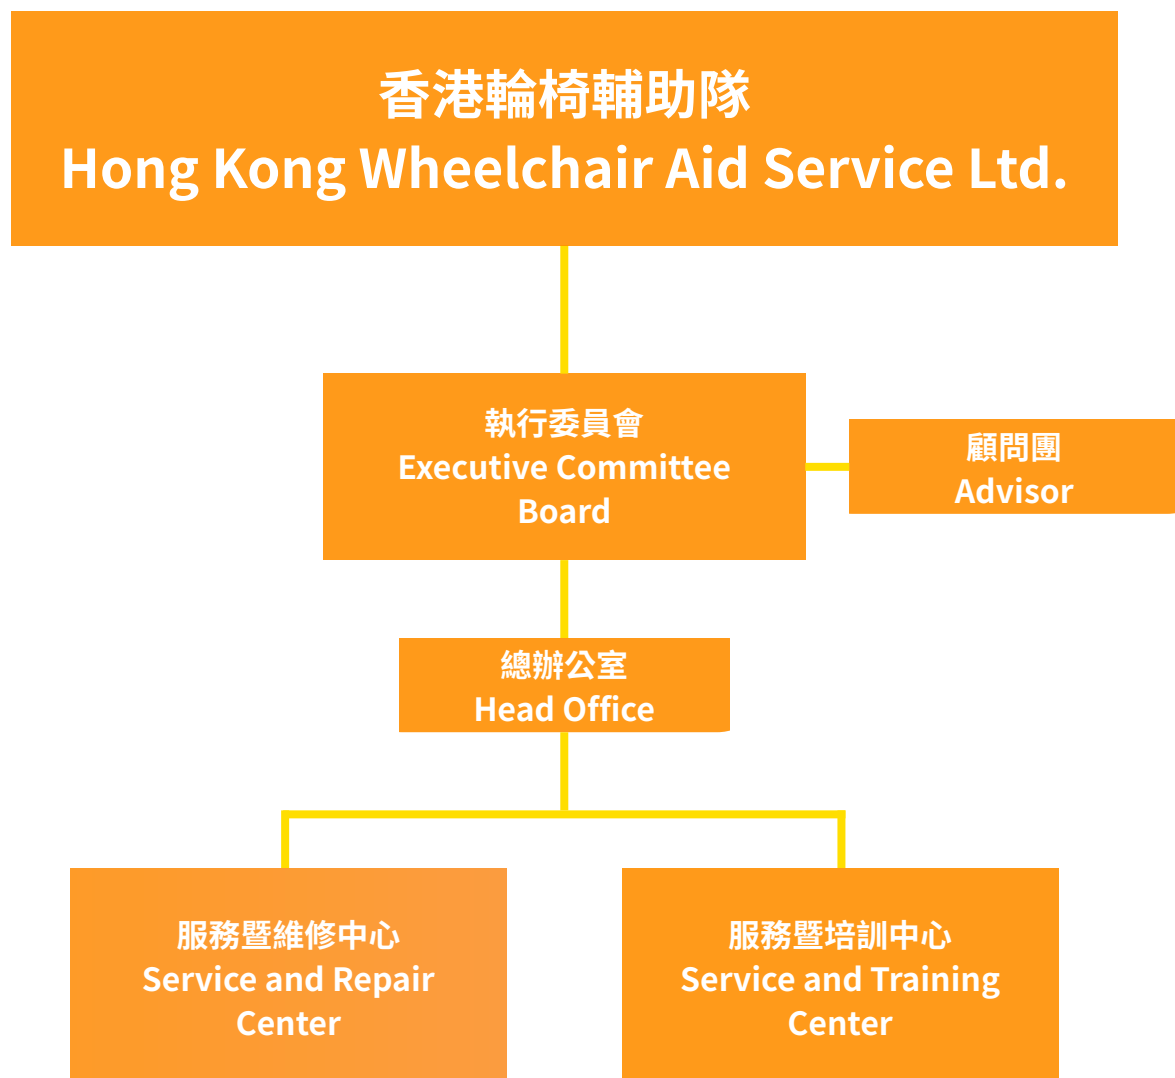 香港輪椅輔助隊
Hong Kong Wheelchair Aid Service Ltd.
執行委員會
Executive Committee
Board
顧問團
Advisor
總辦公室
Head Office
服務暨維修中心
Service and Repair
Center
服務暨培訓中心
Service and Training
Center